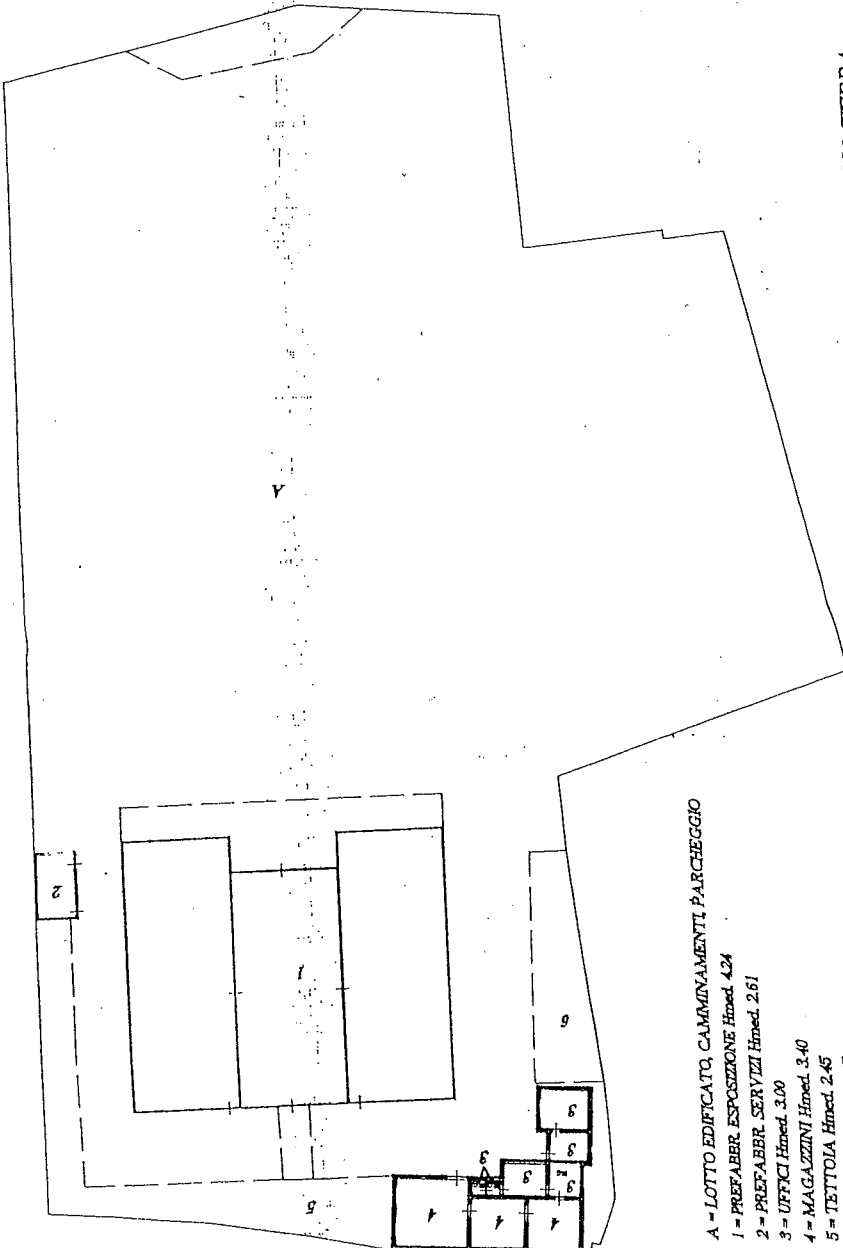 A
2
1
6
5
3
3
3
3
3
4
4
4
A = LOTTO EDIFICATO, CAMMINAMENTI, PARCHEGGIO
1 = PREFABBR. ESPOSIZIONE Hmed. 4.24
2 = PREFABBR. SERVIZI Hmed. 2.61
3 = UFFICI Hmed. 3.00
4 = MAGAZZINI Hmed. 3.40
5 = TETTOIA Hmed. 2.45